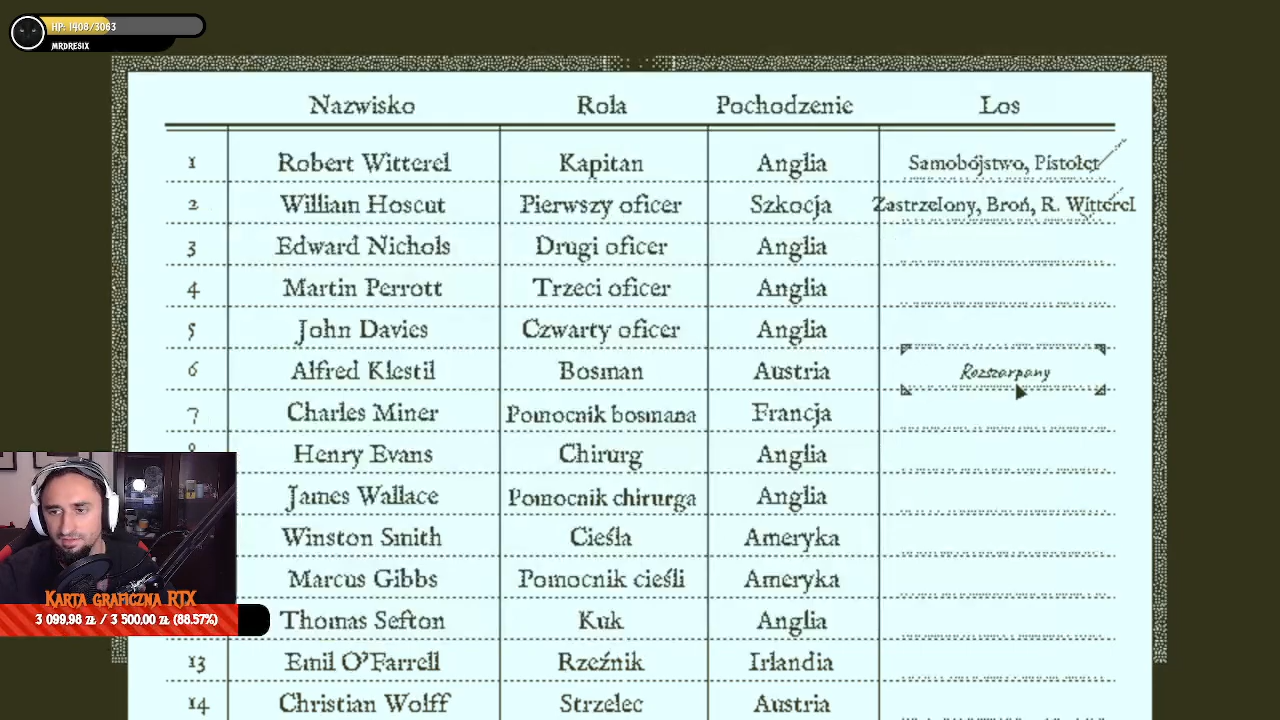 HP: 1408/3063
MRDRESIX
Nazwisko Rola Pochodzenie Los
1 Robert Witterel Kapitan Anglia Samobójstwo, Pistolet
2 William Hoscut Pierwszy oficer Szkocja Zastrzelony, Broń, R. Witterel
3 Edward Nichols Drugi oficer Anglia
4 Martin Perrott Trzeci oficer Anglia
5 John Davies Czwarty oficer Anglia
6 Alfred Klestil Bosman Austria Rozszarpany
7 Charles Miner Pomocnik bosmana Francja
8 Henry Evans Chirurg Anglia
James Wallace Pomocnik chirurga Anglia
Winston Smith Cieśla Ameryka
Marcus Gibbs Pomocnik cieśli Ameryka
Thomas Sefton Kuk Anglia
13 Emil O'Farrell Rzeźnik Irlandia
14 Christian Wolff Strzelec Austria
Karta graficzna RTX
3 099,98 zł / 3 500,00 zł (88.57%)